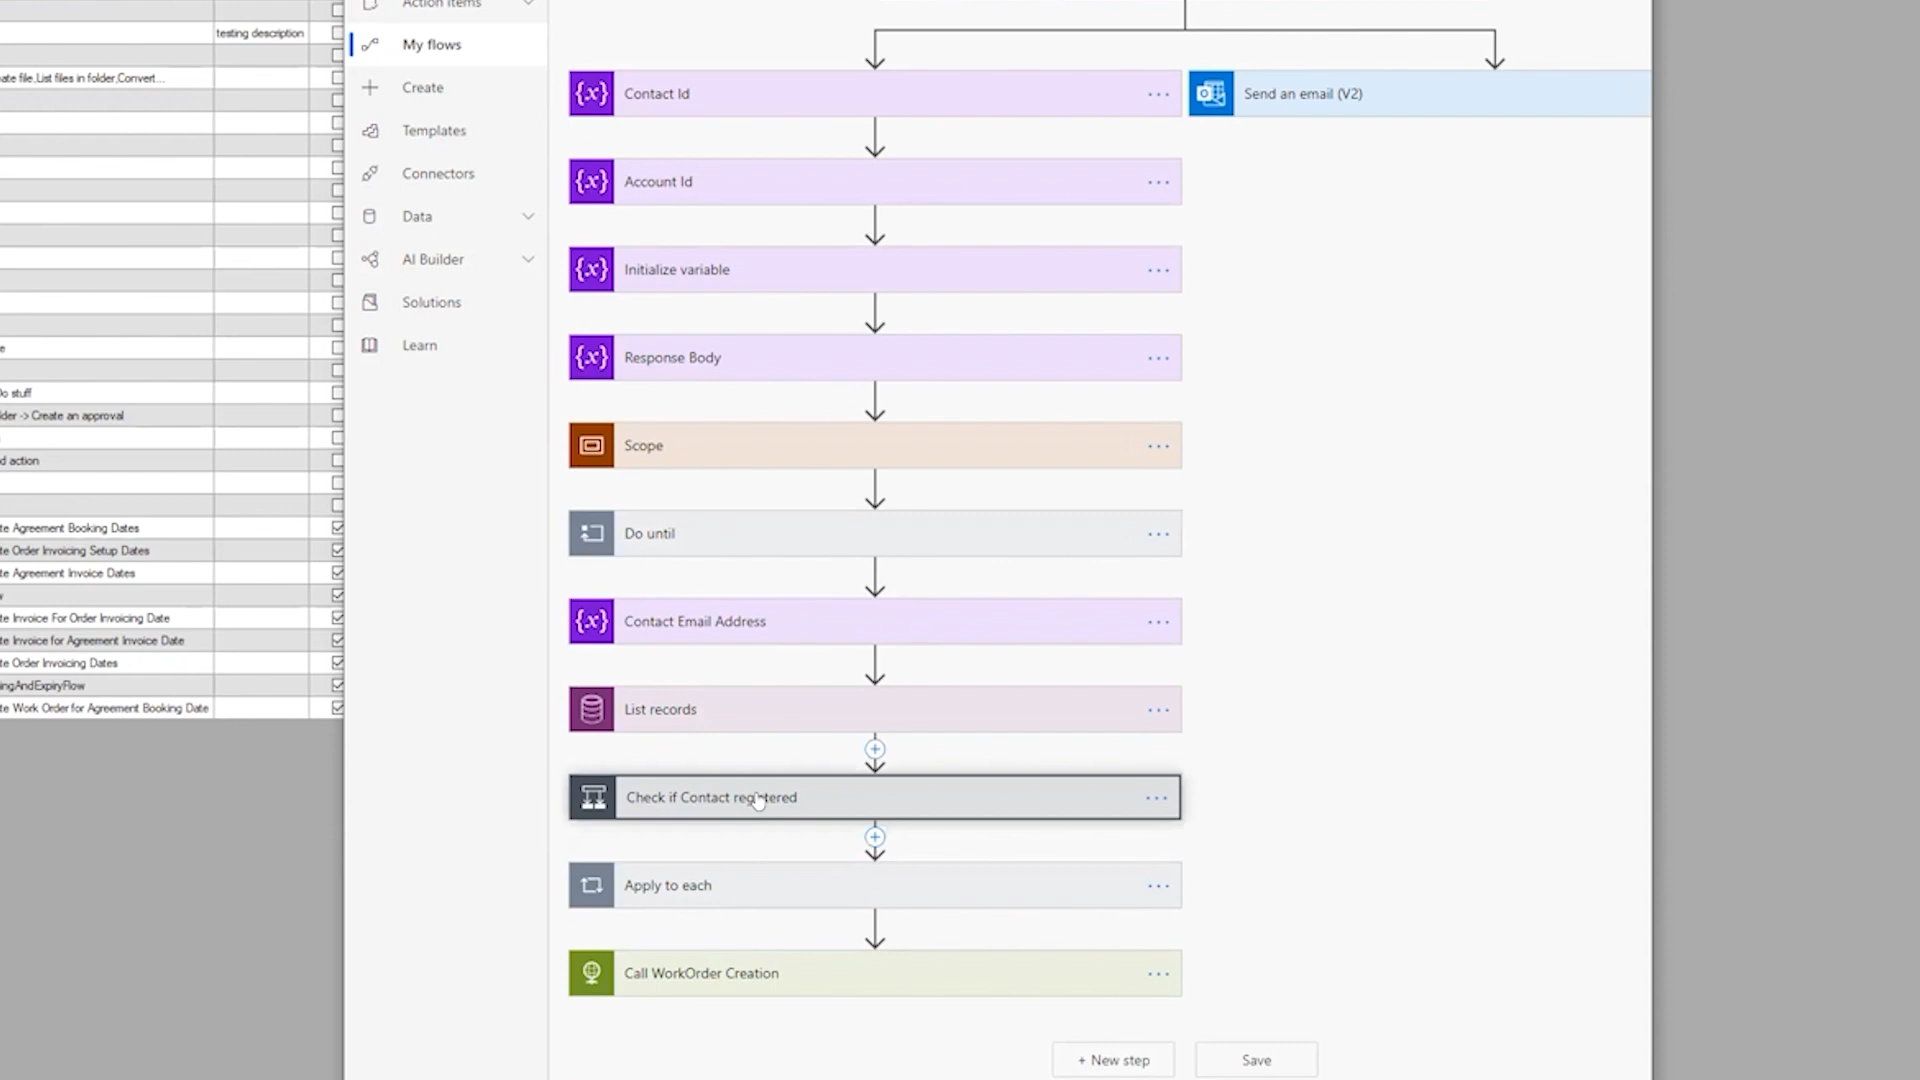 testing description
ate file,List files in folder,Convert...
e
Do stuff
lder -> Create an approval
d action
te Agreement Booking Dates
te Order Invoicing Setup Dates
te Agreement Invoice Dates
w
te Invoice For Order Invoicing Date
te Invoice for Agreement Invoice Date
te Order Invoicing Dates
ingAndExpiryFlow
te Work Order for Agreement Booking Date
Action items
My flows
Create
Templates
Connectors
Data
AI Builder
Solutions
Learn
{x} Contact Id ...
Send an email (V2)
{x} Account Id ...
{x} Initialize variable ...
{x} Response Body ...
Scope ...
Do until ...
{x} Contact Email Address ...
List records ...
Check if Contact registered ...
Apply to each ...
Call WorkOrder Creation ...
+ New step
Save